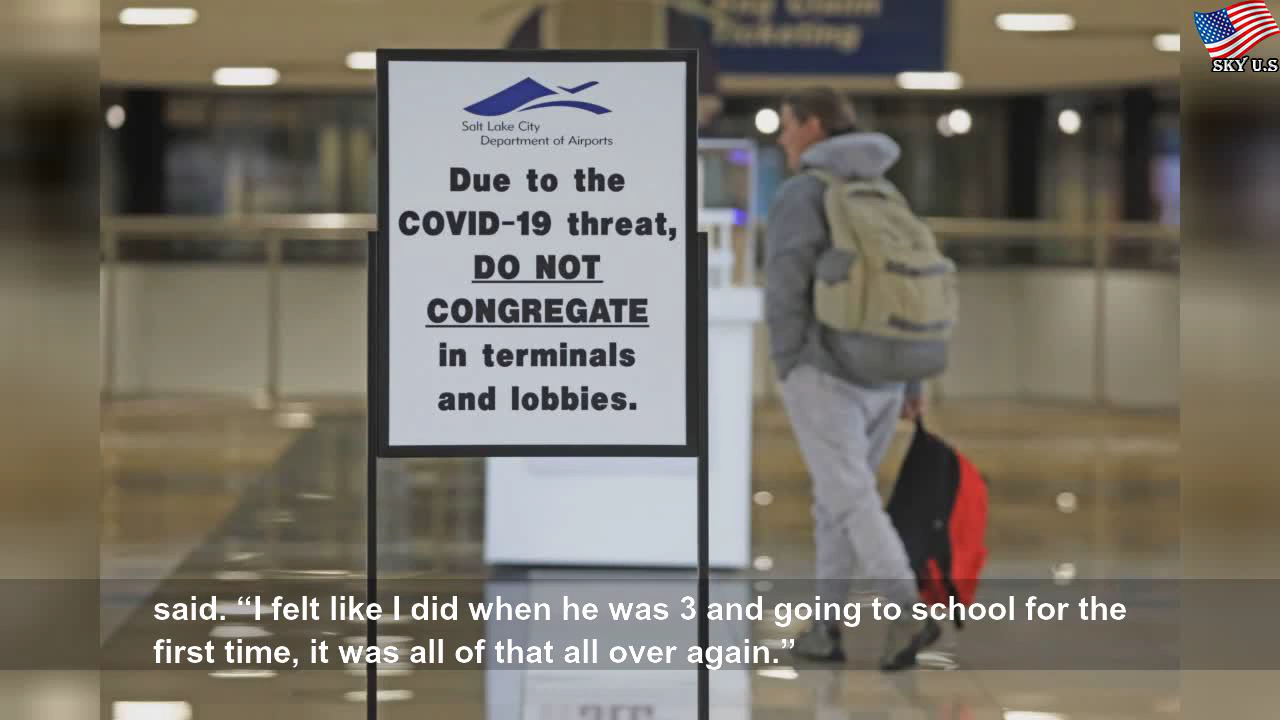 Claim
Ticketing
SKY U.S
Salt Lake City
Department of Airports
Due to the
COVID-19 threat,
DO NOT
CONGREGATE
in terminals
and lobbies.
said. “I felt like I did when he was 3 and going to school for the
first time, it was all of that all over again.”